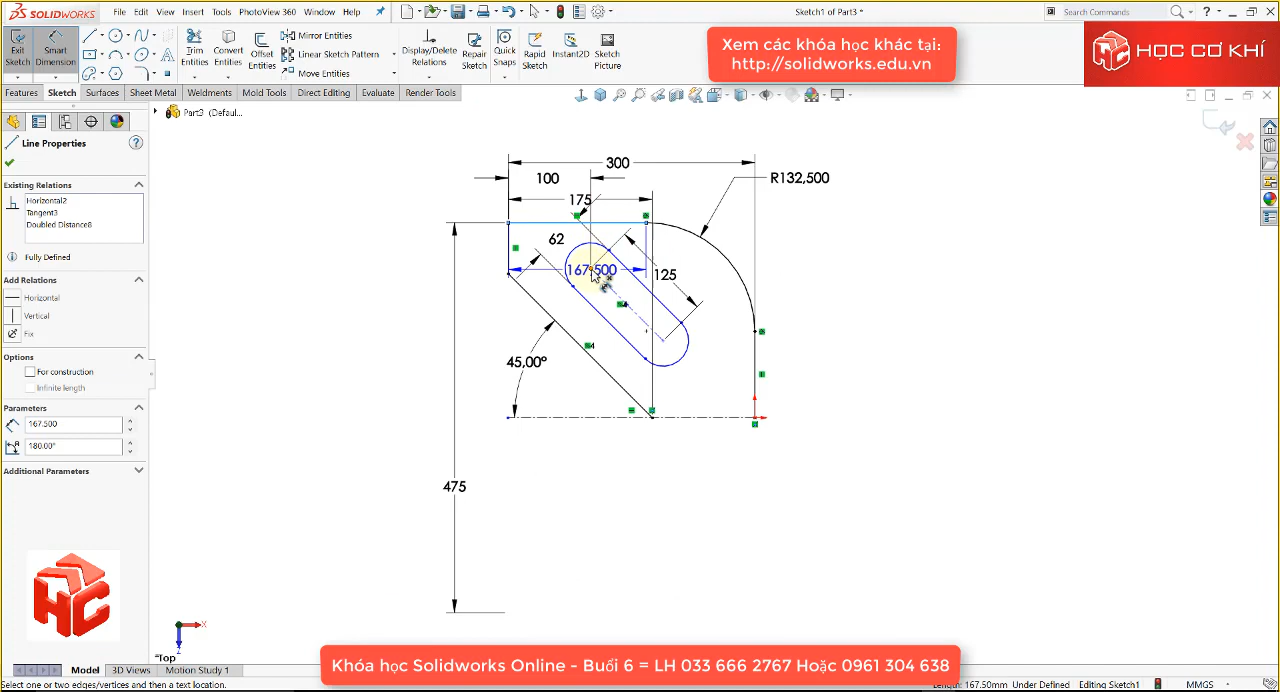 SOLIDWORKS
File Edit View Insert Tools PhotoView 360 Window Help
Sketch1 of Part3 *
Search Commands
Exit Sketch
Smart Dimension
Trim Entities
Convert Entities
Offset Entities
Mirror Entities
Linear Sketch Pattern
Move Entities
Display/Delete Relations
Repair Sketch
Quick Snaps
Rapid Sketch
Instant2D
Sketch Picture
Xem các khóa học khác tại:
http://solidworks.edu.vn
HỌC CƠ KHÍ
Features Sketch Surfaces Sheet Metal Weldments Mold Tools Direct Editing Evaluate Render Tools
Part3 (Defaul...
Line Properties
Existing Relations
Horizontal2
Tangent3
Doubled Distance8
Fully Defined
Add Relations
Horizontal
Vertical
Fix
Options
For construction
Infinite length
Parameters
167.500
180.00°
Additional Parameters
300
100
R132,500
175
62
167.500
125
45,00°
475
X
*Top
Model 3D Views Motion Study 1
Khóa học Solidworks Online - Buổi 6 = LH 033 666 2767 Hoặc 0961 304 638
Select one or two edges/vertices and then a text location.
Length: 167.50mm Under Defined Editing Sketch1 MMGS